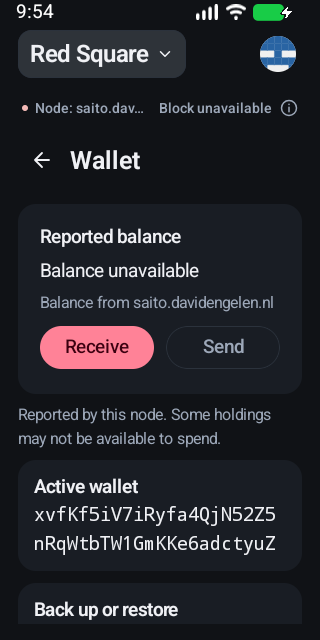 9:54
Red Square
Node: saito.dav... Block unavailable
Wallet
Reported balance
Balance unavailable
Balance from saito.davidengelen.nl
Receive Send
Reported by this node. Some holdings
may not be available to spend.
Active wallet
xvfKf5iV7iRyfa4QjN52Z5
nRqWtbTW1GmKKe6adctyuZ
Back up or restore